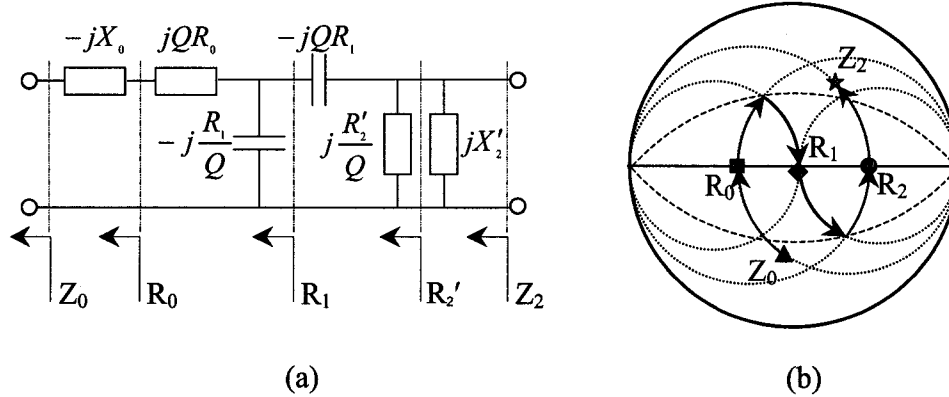 -jX₀ jQR₀ -jQR₁
-j R₁/Q j R₂′/Q jX₂′
Z₀ R₀ R₁ R₂′ Z₂
(a)
Z₂
R₁
R₀ R₂
Z₀
(b)